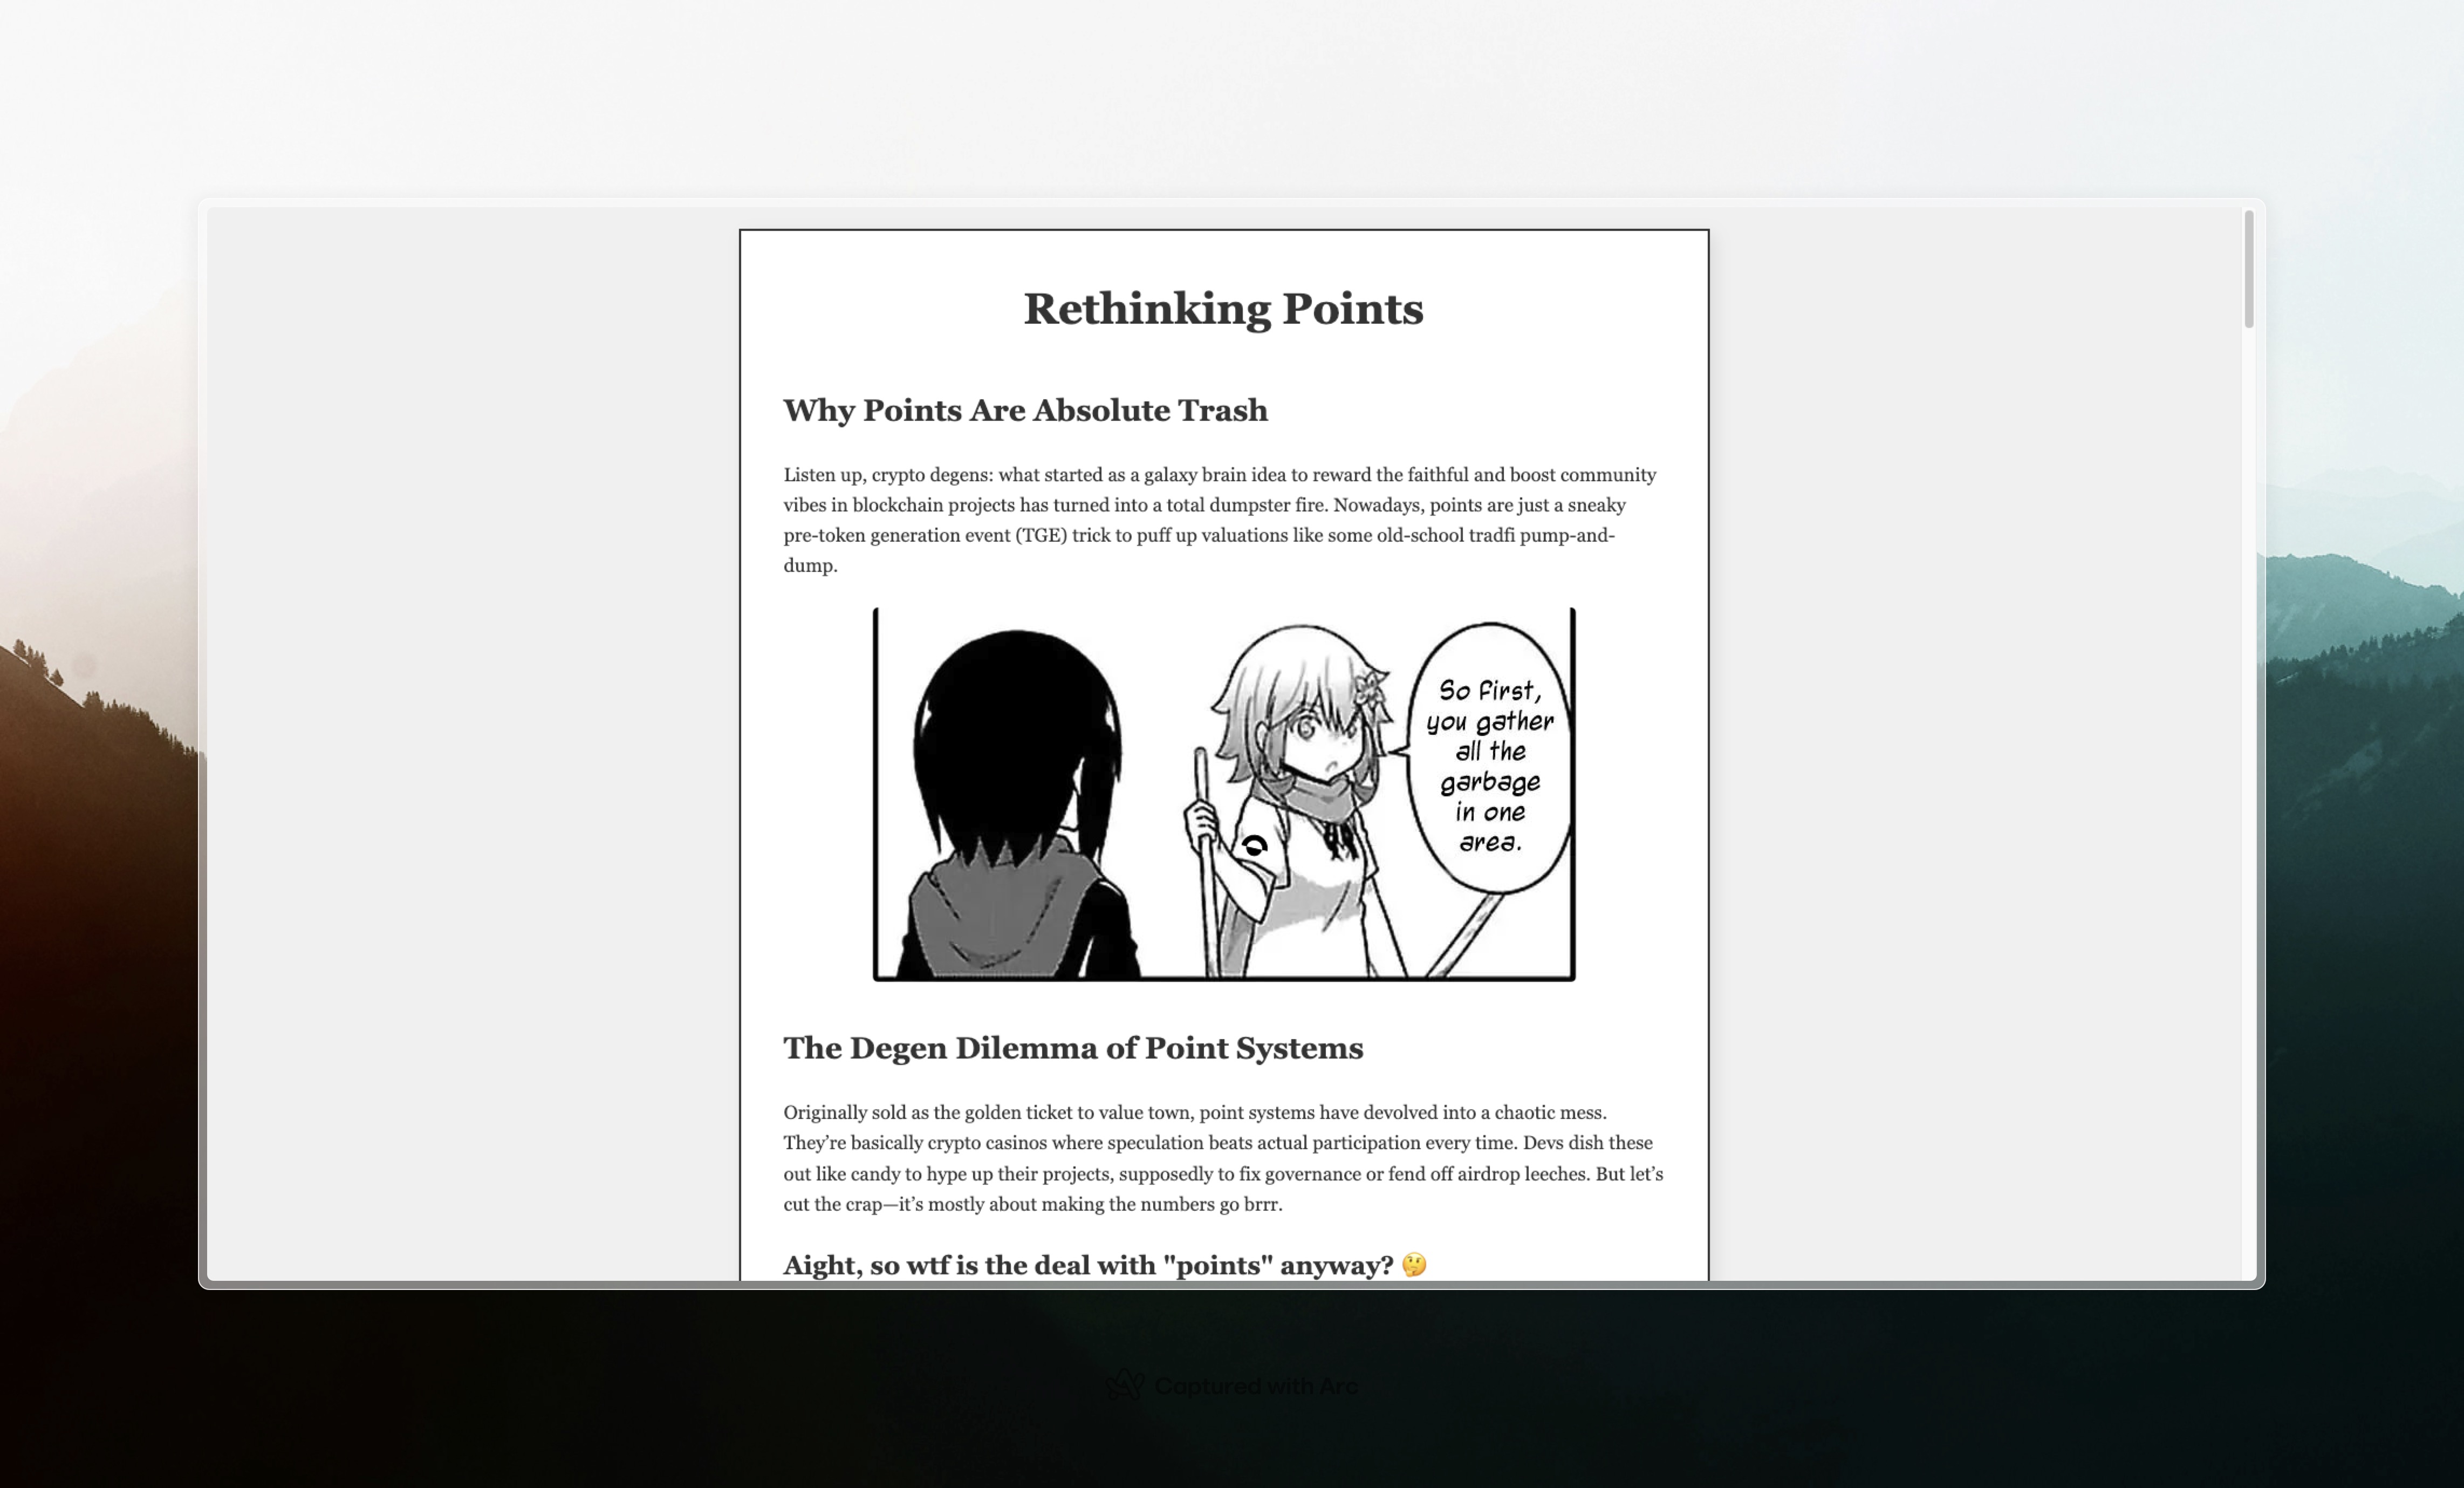 Rethinking Points
Why Points Are Absolute Trash
Listen up, crypto degens: what started as a galaxy brain idea to reward the faithful and boost community
vibes in blockchain projects has turned into a total dumpster fire. Nowadays, points are just a sneaky
pre-token generation event (TGE) trick to puff up valuations like some old-school tradfi pump-and-
dump.
So first,
you gather
all the
garbage
in one
area.
The Degen Dilemma of Point Systems
Originally sold as the golden ticket to value town, point systems have devolved into a chaotic mess.
They’re basically crypto casinos where speculation beats actual participation every time. Devs dish these
out like candy to hype up their projects, supposedly to fix governance or fend off airdrop leeches. But let’s
cut the crap—it’s mostly about making the numbers go brrr.
Aight, so wtf is the deal with "points" anyway? 🤔
Captured with Arc